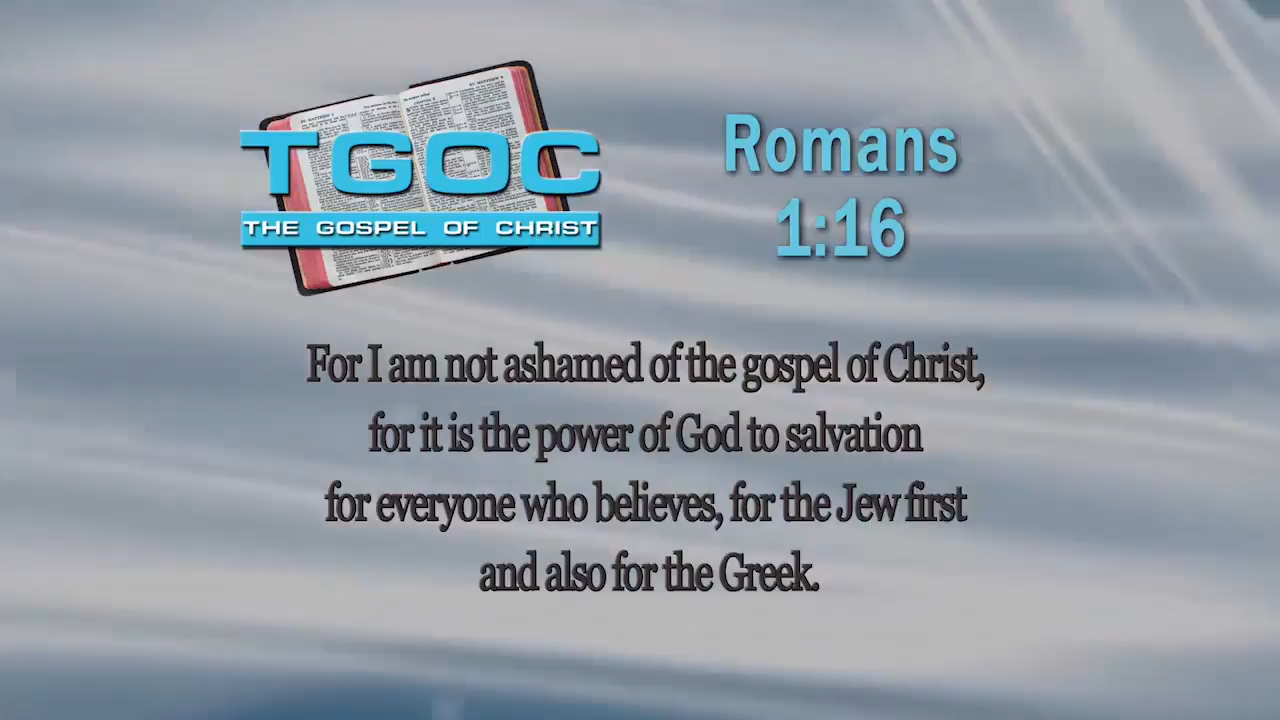 TGOC
THE GOSPEL OF CHRIST
Romans
1:16
For I am not ashamed of the gospel of Christ,
for it is the power of God to salvation
for everyone who believes, for the Jew first
and also for the Greek.